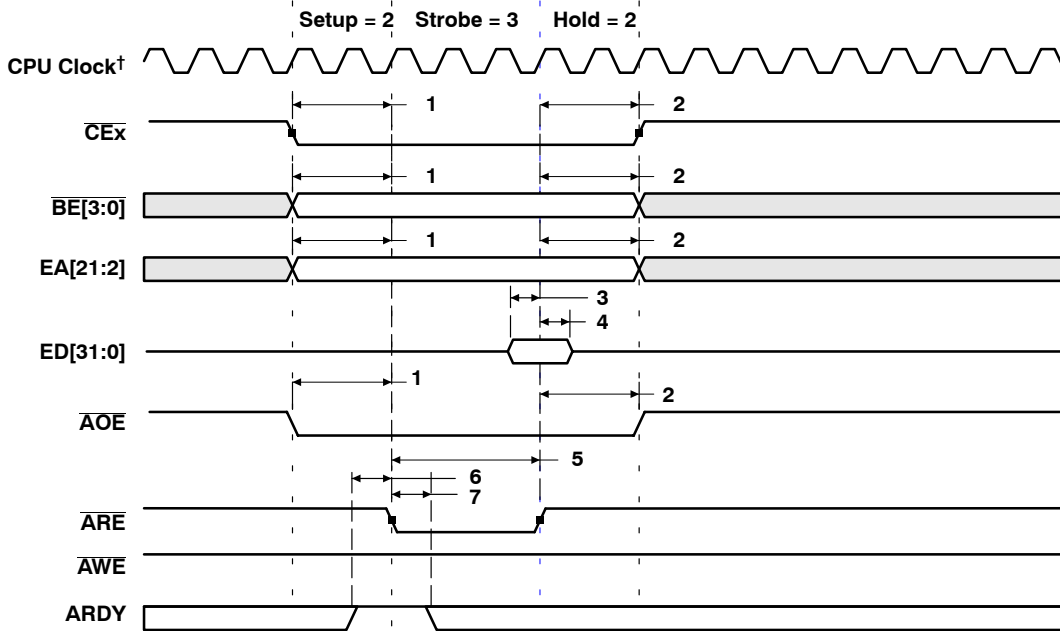 Setup = 2 Strobe = 3 Hold = 2
CPU Clock†
1 2
CEx
1 2
BE[3:0]
1 2
EA[21:2]
3
4
ED[31:0]
1
2
AOE
5
6
7
ARE
AWE
ARDY